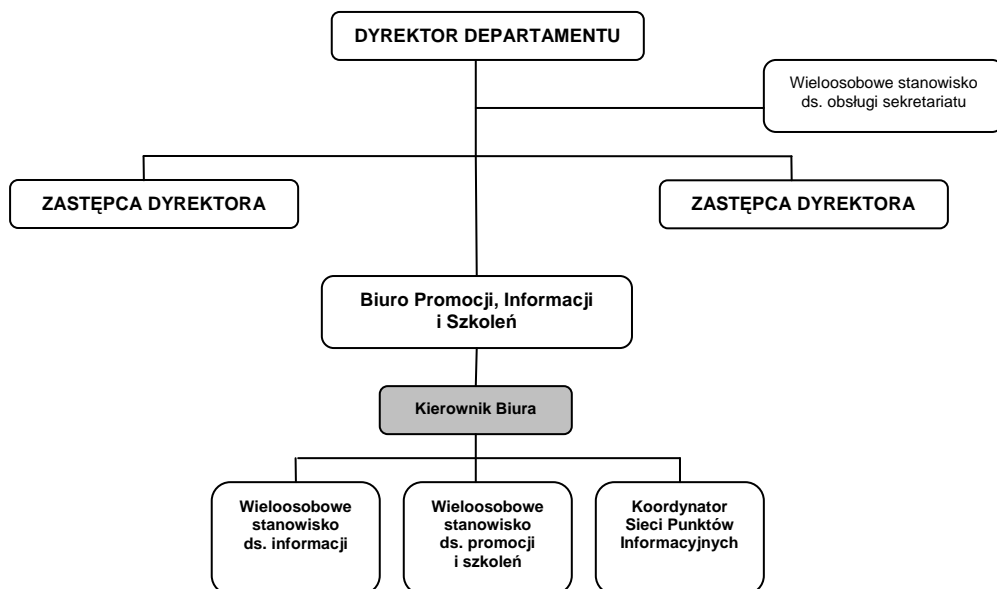 DYREKTOR DEPARTAMENTU
Wieloosobowe stanowisko
ds. obsługi sekretariatu
ZASTĘPCA DYREKTORA
ZASTĘPCA DYREKTORA
Biuro Promocji, Informacji
i Szkoleń
Kierownik Biura
Wieloosobowe
stanowisko
ds. informacji
Wieloosobowe
stanowisko
ds. promocji
i szkoleń
Koordynator
Sieci Punktów
Informacyjnych